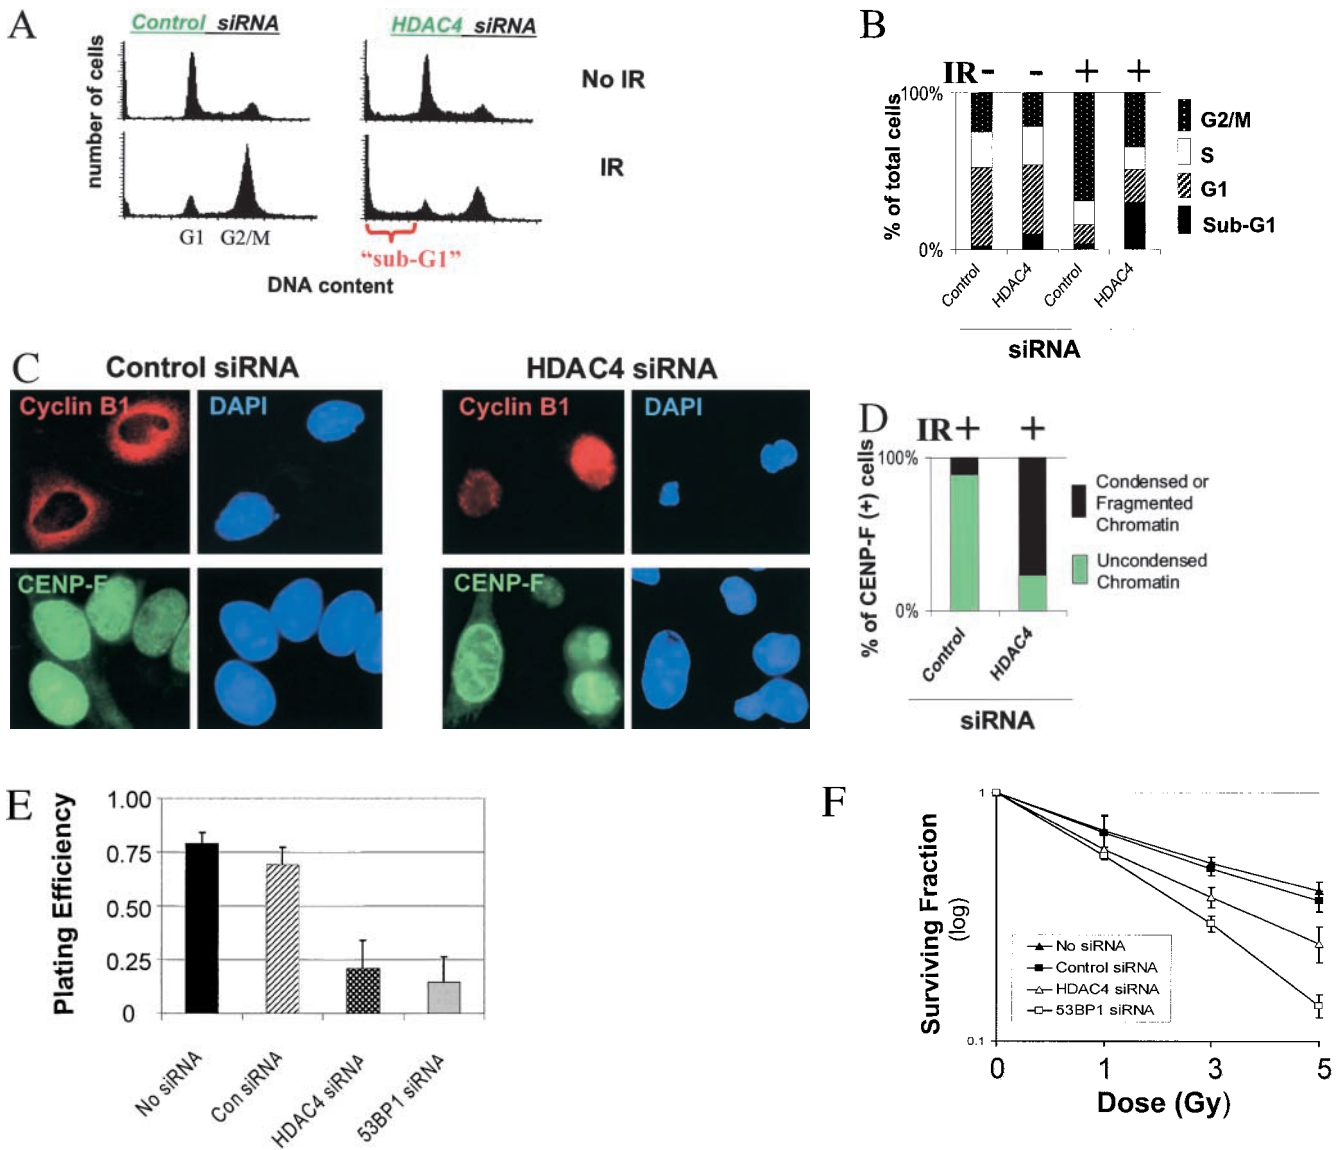 A
Control siRNA
HDAC4 siRNA
number of cells
No IR
IR
G1 G2/M
"sub-G1"
DNA content
B
IR - - + +
100%
0%
% of total cells
G2/M
S
G1
Sub-G1
Control
HDAC4
Control
HDAC4
siRNA
C
Control siRNA
HDAC4 siRNA
Cyclin B1
DAPI
Cyclin B1
DAPI
CENP-F
CENP-F
D
IR + +
% of CENP-F (+) cells
100%
0%
Condensed or
Fragmented
Chromatin
Uncondensed
Chromatin
Control
HDAC4
siRNA
E
Plating Efficiency
1.00
0.75
0.50
0.25
0
No siRNA
Con siRNA
HDAC4 siRNA
53BP1 siRNA
F
Surviving Fraction
(log)
1
0.1
No siRNA
Control siRNA
HDAC4 siRNA
53BP1 siRNA
0 1 3 5
Dose (Gy)